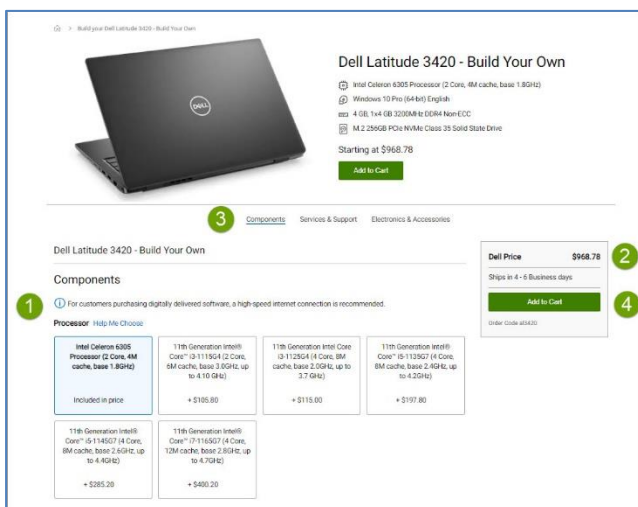 > Build your Dell Latitude 3420 - Build Your Own
DELL
Dell Latitude 3420 - Build Your Own
Intel Celeron 6305 Processor (2 Core, 4M cache, base 1.8GHz)
Windows 10 Pro (64-bit) English
4 GB, 1x4 GB 3200MHz DDR4 Non-ECC
M.2 256GB PCIe NVMe Class 35 Solid State Drive
Starting at $968.78
Add to Cart
3
Components Services & Support Electronics & Accessories
Dell Latitude 3420 - Build Your Own
Components
1
For customers purchasing digitally delivered software, a high-speed internet connection is recommended.
Processor Help Me Choose
Intel Celeron 6305
Processor (2 Core, 4M
cache, base 1.8GHz)
Included in price
11th Generation Intel®
Core™ i3-1115G4 (2 Core,
6M cache, base 3.0GHz, up
to 4.10 GHz)
+ $105.80
11th Generation Intel Core
i3-1125G4 (4 Core, 8M
cache, base 2.0GHz, up to
3.7 GHz)
+ $115.00
11th Generation Intel®
Core™ i5-1135G7 (4 Core,
8M cache, base 2.4GHz, up
to 4.2GHz)
+ $197.80
11th Generation Intel®
Core™ i5-1145G7 (4 Core,
8M cache, base 2.6GHz, up
to 4.4GHz)
+ $285.20
11th Generation Intel®
Core™ i7-1165G7 (4 Core,
12M cache, base 2.8GHz, up
to 4.7GHz)
+ $400.20
Dell Price $968.78
2
Ships in 4 - 6 Business days
Add to Cart
4
Order Code